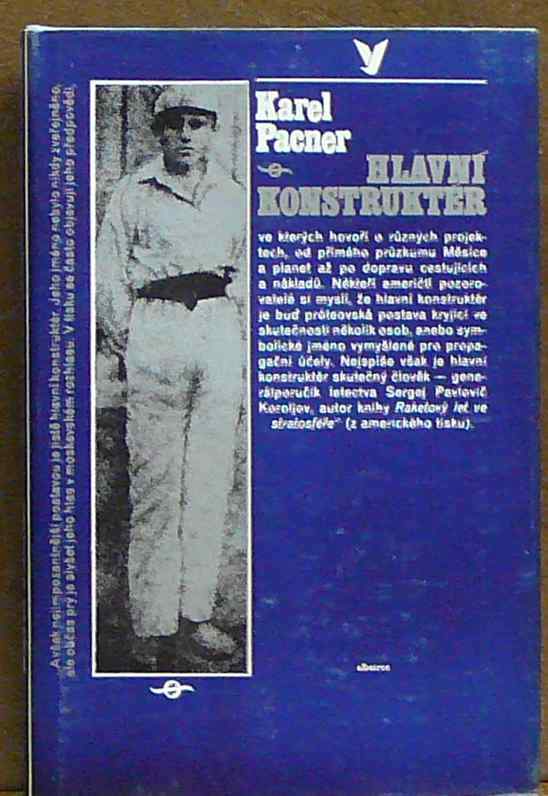 A však nejimpozantnější postavou je jistě hlavní konstruktér. Jeho jméno nebylo nikdy zveřejněno,
ale občas prý je slyšet jeho hlas v moskevském rozhlasu. V tisku se často objevují jeho předpovědi,
Karel
Pacner
HLAVNÍ
KONSTRUKTÉR
ve kterých hovoří o různých projek-
tech, od přímého průzkumu Měsíce
a planet až po dopravu cestujících
a nákladů. Někteří američtí pozoro-
vatelé si myslí, že hlavní konstruktér
je buď próteovská postava kryjící ve
skutečnosti několik osob, anebo sym-
bolické jméno vymyšlené pro propa-
gační účely. Nejspíše však je hlavní
konstruktér skutečný člověk — gene-
rálporučík letectva Sergej Pavlovič
Koroljov, autor knihy Raketový let ve
stratosféře" (z amerického tisku).
albatros